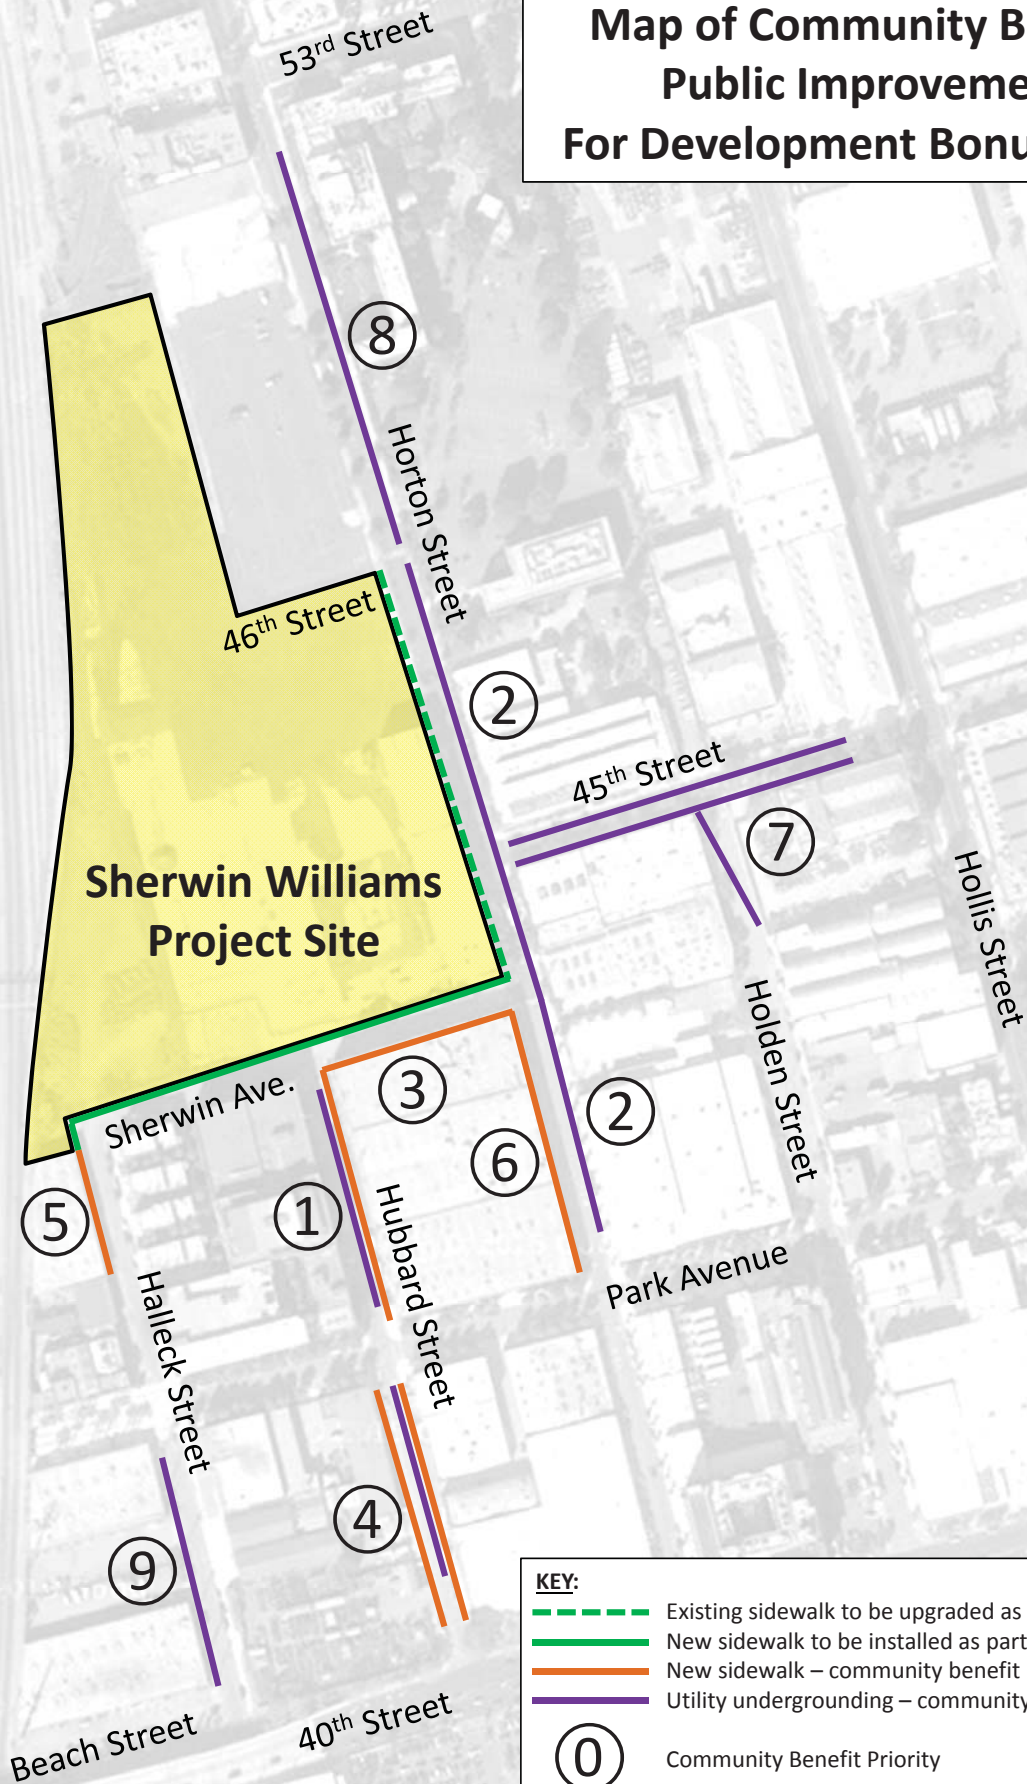 Map of Community B
Public Improveme
For Development Bonu
53rd Street
8
Horton Street
46th Street
2
45th Street
7
Sherwin Williams
Project Site
Hollis Street
Holden Street
Sherwin Ave.
3
2
6
5
1
Hubbard Street
Park Avenue
Halleck Street
4
9
40th Street
Beach Street
KEY:
Existing sidewalk to be upgraded as
New sidewalk to be installed as part
New sidewalk – community benefit
Utility undergrounding – community
0 Community Benefit Priority